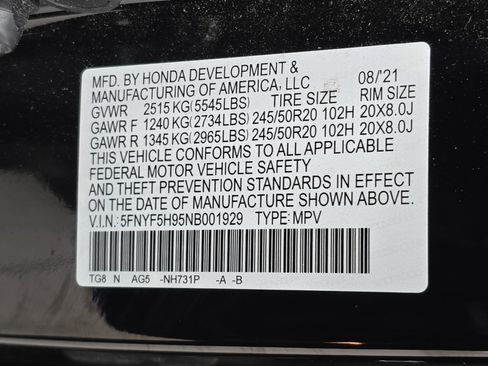 MFD. BY HONDA DEVELOPMENT &
MANUFACTURING OF AMERICA, LLC 08/'21
GVWR 2515 KG(5545LBS) TIRE SIZE RIM SIZE
GAWR F 1240 KG(2734LBS) 245/50R20 102H 20X8.0J
GAWR R 1345 KG(2965LBS) 245/50R20 102H 20X8.0J
THIS VEHICLE CONFORMS TO ALL APPLICABLE
FEDERAL MOTOR VEHICLE SAFETY
AND THEFT PREVENTION STANDARDS IN EFFECT
ON THE DATE OF MANUFACTURE SHOWN ABOVE.
V.I.N.: 5FNYF5H95NB001929 TYPE: MPV
TG8 N AG5 -NH731P -A -B